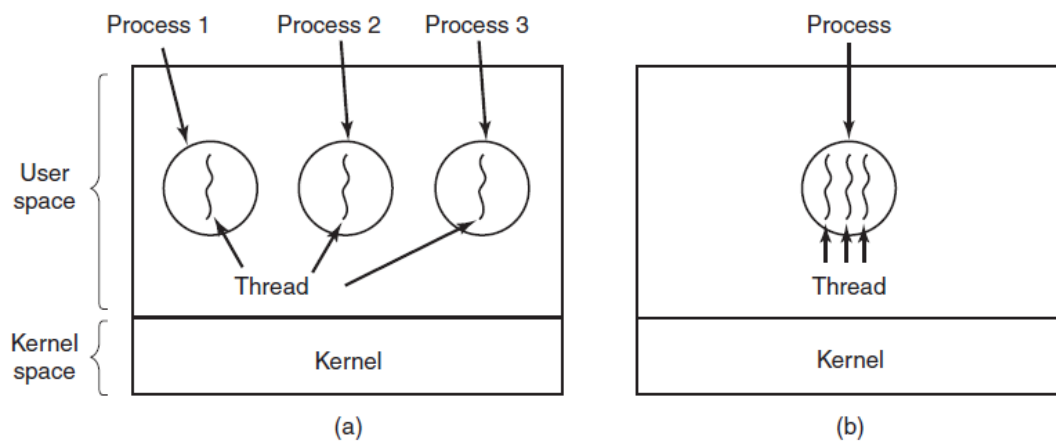 Process 1 Process 2 Process 3 Process
User
space
Thread Thread
Kernel
space
Kernel Kernel
(a) (b)